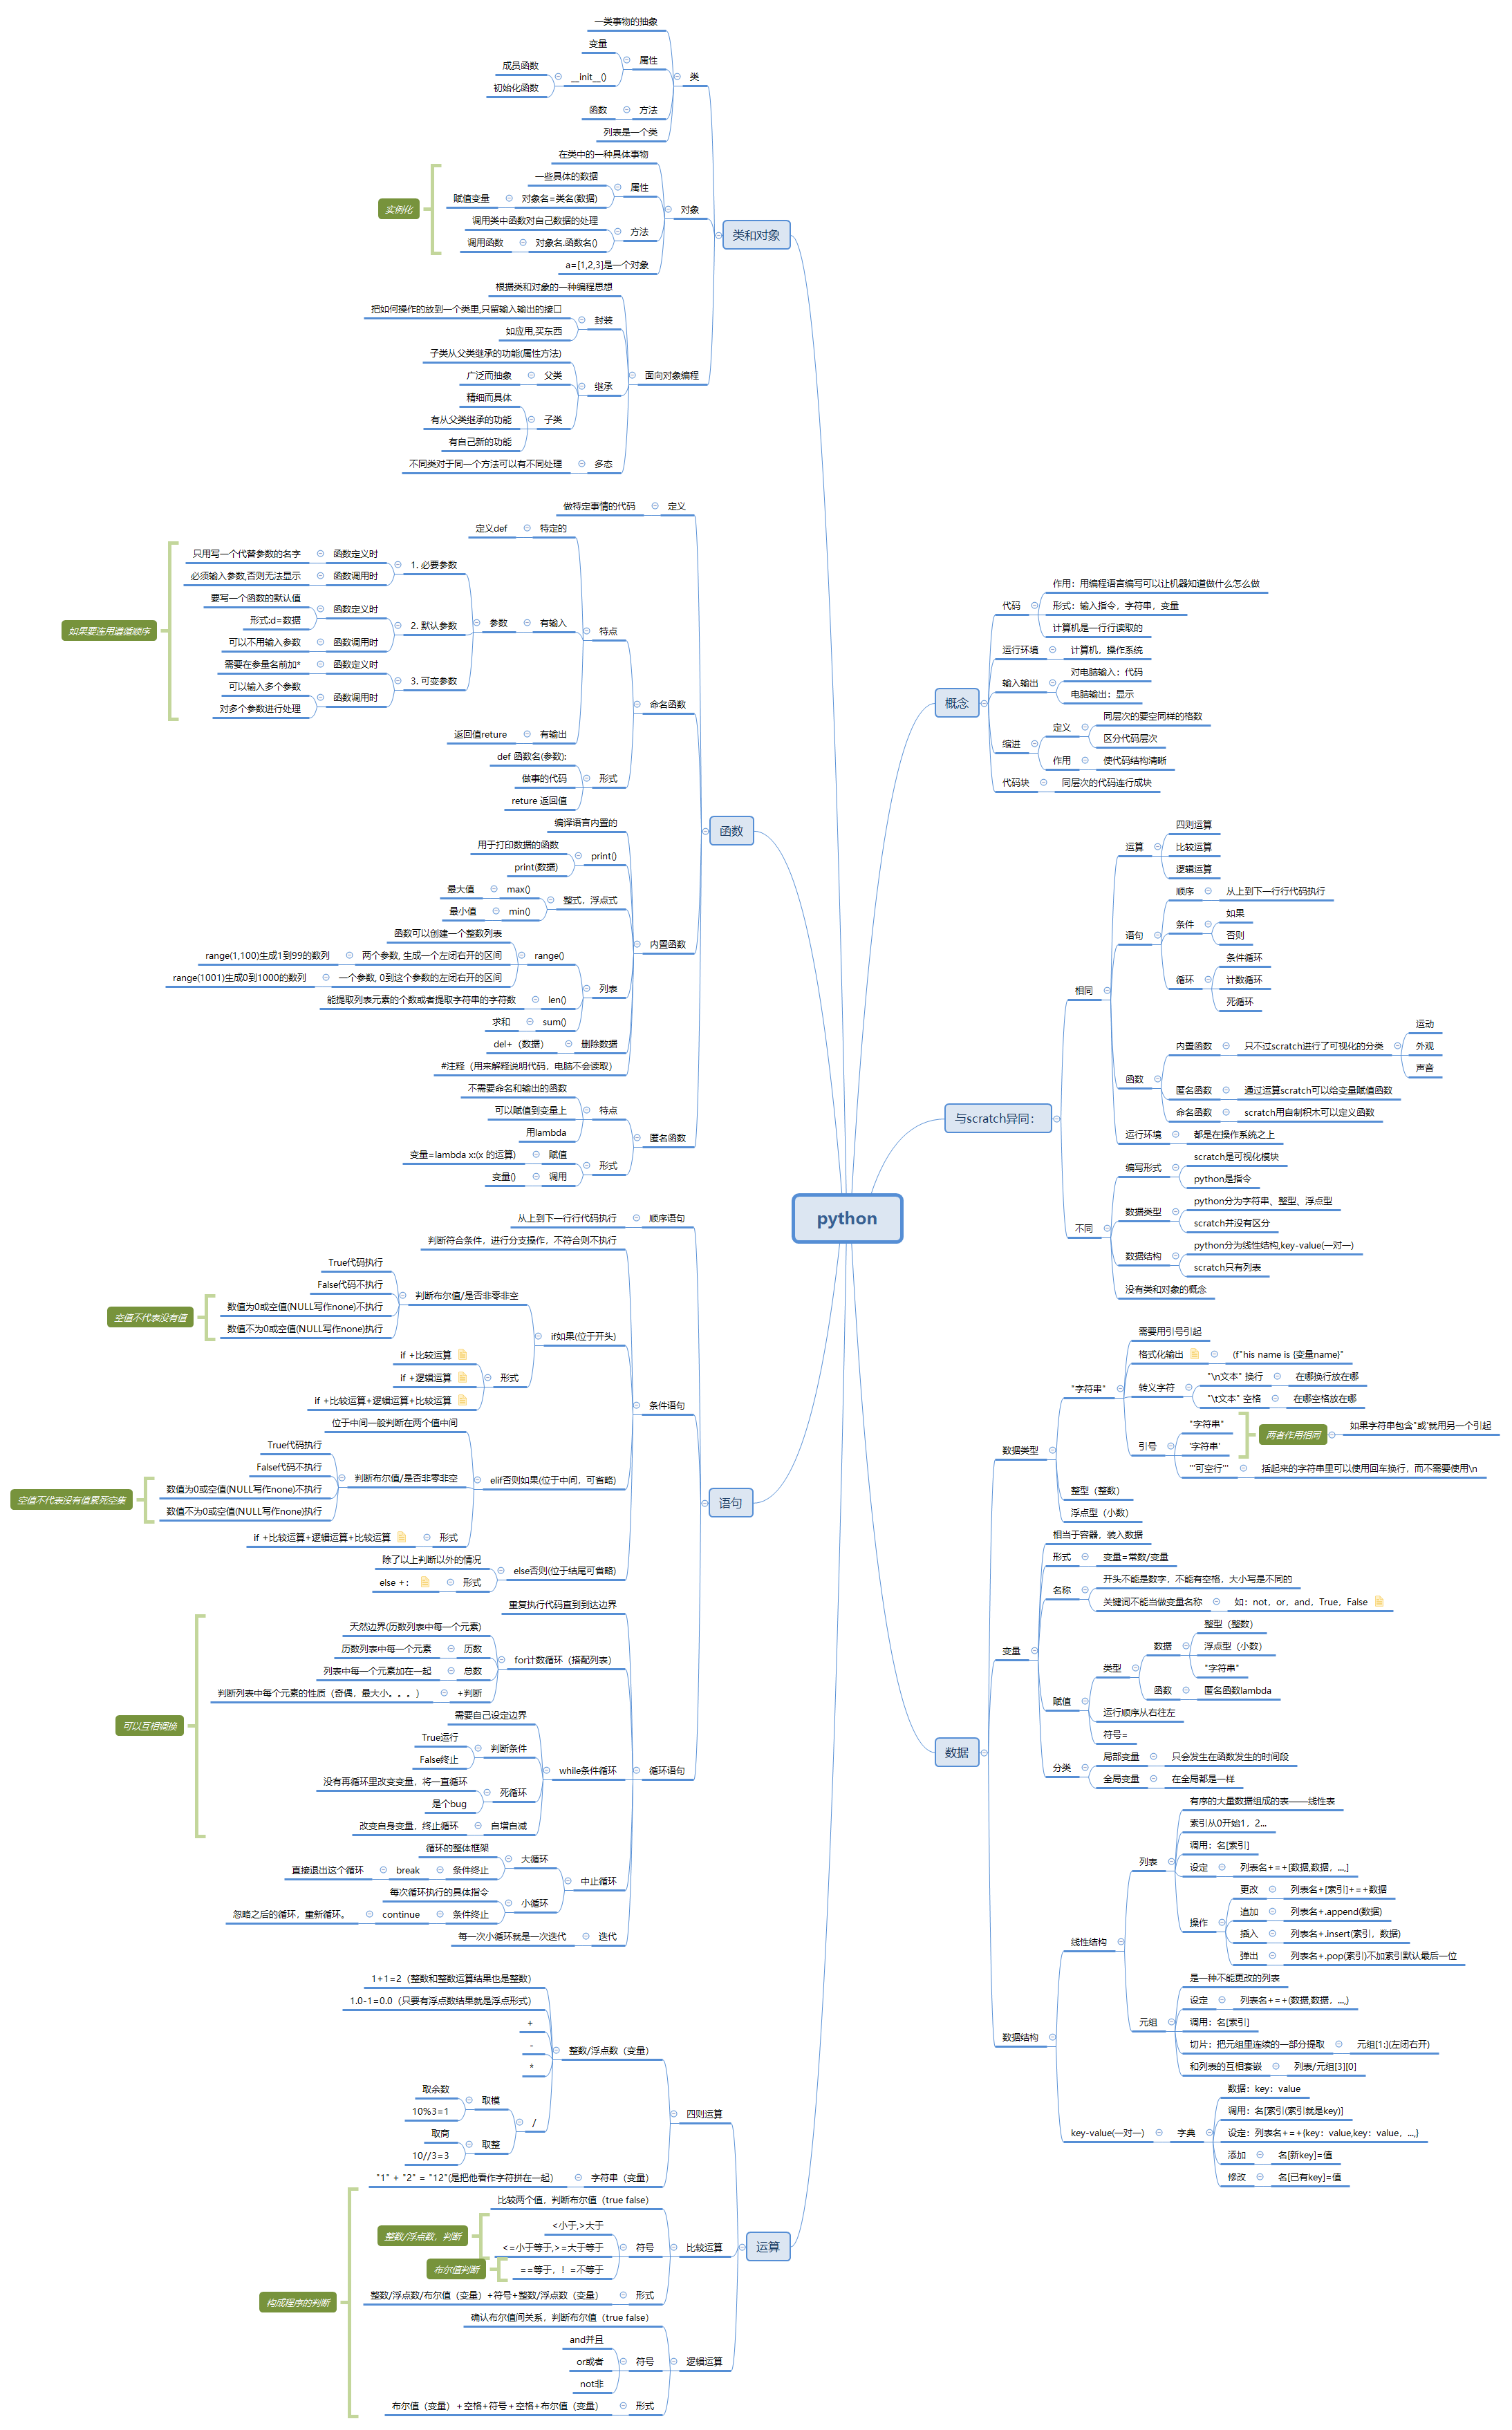 python
概念
代码
作用：用编程语言编写可以让机器知道做什么怎么做
形式：输入指令，字符串，变量
计算机是一行行读取的
运行环境
计算机，操作系统
输入输出
对电脑输入：代码
电脑输出：显示
缩进
定义
同层次的要空同样的格数
区分代码层次
作用
使代码结构清晰
代码块
同层次的代码连行成块
与scratch异同：
相同
运算
四则运算
比较运算
逻辑运算
语句
顺序
从上到下一行行代码执行
条件
如果
否则
循环
条件循环
计数循环
死循环
函数
内置函数
只不过scratch进行了可视化的分类
运动
外观
声音
匿名函数
通过运算scratch可以给变量赋值函数
命名函数
scratch用自制积木可以定义函数
运行环境
都是在操作系统之上
不同
编写形式
scratch是可视化模块
python是指令
数据类型
python分为字符串、整型、浮点型
scratch并没有区分
数据结构
python分为线性结构,key-value(一对一)
scratch只有列表
没有类和对象的概念
数据
数据类型
"字符串"
需要用引号引起
格式化输出
(f"his name is {变量name}"
转义字符
"\n文本" 换行
在哪换行放在哪
"\t文本" 空格
在哪空格放在哪
引号
"字符串"
'字符串'
两者作用相同
如果字符串包含"或'就用另一个引起
'''可空行'''
括起来的字符串里可以使用回车换行，而不需要使用\n
整型（整数）
浮点型（小数）
变量
相当于容器，装入数据
形式
变量=常数/变量
名称
开头不能是数字，不能有空格，大小写是不同的
关键词不能当做变量名称
如：not，or，and，True，False
赋值
类型
数据
整型（整数）
浮点型（小数）
"字符串"
函数
匿名函数lambda
运行顺序从右往左
符号=
分类
局部变量
只会发生在函数发生的时间段
全局变量
在全局都是一样
数据结构
线性结构
列表
有序的大量数据组成的表——线性表
索引从0开始1，2...
调用：名[索引]
设定
列表名+=+[数据,数据，...,]
操作
更改
列表名+[索引]+=+数据
追加
列表名+.append(数据)
插入
列表名+.insert(索引，数据)
弹出
列表名+.pop(索引)不加索引默认最后一位
元组
是一种不能更改的列表
设定
列表名+=+(数据,数据，...,)
调用：名[索引]
切片：把元组里连续的一部分提取
元组[1:](左闭右开)
和列表的互相套嵌
列表/元组[3][0]
key-value(一对一)
字典
数据：key：value
调用：名[索引(索引就是key)]
设定：列表名+=+{key：value,key：value，...,}
添加
名[新key]=值
修改
名[已有key]=值
类和对象
类
一类事物的抽象
属性
变量
__init__()
成员函数
初始化函数
方法
函数
列表是一个类
对象
在类中的一种具体事物
属性
一些具体的数据
对象名=类名(数据)
赋值变量
方法
调用类中函数对自己数据的处理
对象名.函数名()
调用函数
a=[1,2,3]是一个对象
实例化
面向对象编程
根据类和对象的一种编程思想
封装
把如何操作的放到一个类里,只留输入输出的接口
如应用,买东西
继承
子类从父类继承的功能(属性方法)
父类
广泛而抽象
子类
精细而具体
有从父类继承的功能
有自己新的功能
多态
不同类对于同一个方法可以有不同处理
函数
定义
做特定事情的代码
命名函数
特点
特定的
定义def
有输入
参数
1. 必要参数
函数定义时
只用写一个代替参数的名字
函数调用时
必须输入参数,否则无法显示
2. 默认参数
函数定义时
要写一个函数的默认值
形式:d=数据
函数调用时
可以不用输入参数
3. 可变参数
函数定义时
需要在参量名前加*
函数调用时
可以输入多个参数
对多个参数进行处理
如果要连用遵循顺序
有输出
返回值reture
形式
def 函数名(参数):
做事的代码
reture 返回值
内置函数
编译语言内置的
print()
用于打印数据的函数
print(数据)
整式，浮点式
max()
最大值
min()
最小值
列表
range()
函数可以创建一个整数列表
两个参数, 生成一个左闭右开的区间
range(1,100)生成1到99的数列
一个参数, 0到这个参数的左闭右开的区间
range(1001)生成0到1000的数列
len()
能提取列表元素的个数或者提取字符串的字符数
sum()
求和
删除数据
del+（数据）
#注释（用来解释说明代码，电脑不会读取）
匿名函数
特点
不需要命名和输出的函数
可以赋值到变量上
用lambda
形式
赋值
变量=lambda x:(x 的运算)
调用
变量()
语句
顺序语句
从上到下一行行代码执行
条件语句
判断符合条件，进行分支操作，不符合则不执行
if如果(位于开头)
判断布尔值/是否非零非空
True代码执行
False代码不执行
数值为0或空值(NULL写作none)不执行
数值不为0或空值(NULL写作none)执行
空值不代表没有值
形式
if +比较运算
if +逻辑运算
if +比较运算+逻辑运算+比较运算
elif否则如果(位于中间，可省略)
位于中间一般判断在两个值中间
判断布尔值/是否非零非空
True代码执行
False代码不执行
数值为0或空值(NULL写作none)不执行
数值不为0或空值(NULL写作none)执行
空值不代表没有值累死空集
形式
if +比较运算+逻辑运算+比较运算
else否则(位于结尾可省略)
除了以上判断以外的情况
形式
else +：
循环语句
重复执行代码直到到达边界
for计数循环（搭配列表）
天然边界(历数列表中每一个元素)
历数
历数列表中每一个元素
总数
列表中每一个元素加在一起
+判断
判断列表中每个元素的性质（奇偶，最大小。。。）
while条件循环
需要自己设定边界
判断条件
True运行
False终止
死循环
没有再循环里改变变量，将一直循环
是个bug
自增自减
改变自身变量，终止循环
可以互相调换
中止循环
大循环
循环的整体框架
条件终止
break
直接退出这个循环
小循环
每次循环执行的具体指令
条件终止
continue
忽略之后的循环，重新循环。
迭代
每一次小循环就是一次迭代
运算
四则运算
整数/浮点数（变量）
1+1=2（整数和整数运算结果也是整数）
1.0-1=0.0（只要有浮点数结果就是浮点形式）
+
-
*
/
取模
取余数
10%3=1
取整
取商
10//3=3
字符串（变量）
"1" + "2" = "12"(是把他看作字符拼在一起）
比较运算
比较两个值，判断布尔值（true false）
符号
<小于,>大于
<=小于等于,>=大于等于
==等于，！=不等于
整数/浮点数，判断
布尔值判断
形式
整数/浮点数/布尔值（变量）+符号+整数/浮点数（变量）
逻辑运算
确认布尔值间关系，判断布尔值（true false）
符号
and并且
or或者
not非
形式
布尔值（变量）+空格+符号+空格+布尔值（变量）
构成程序的判断